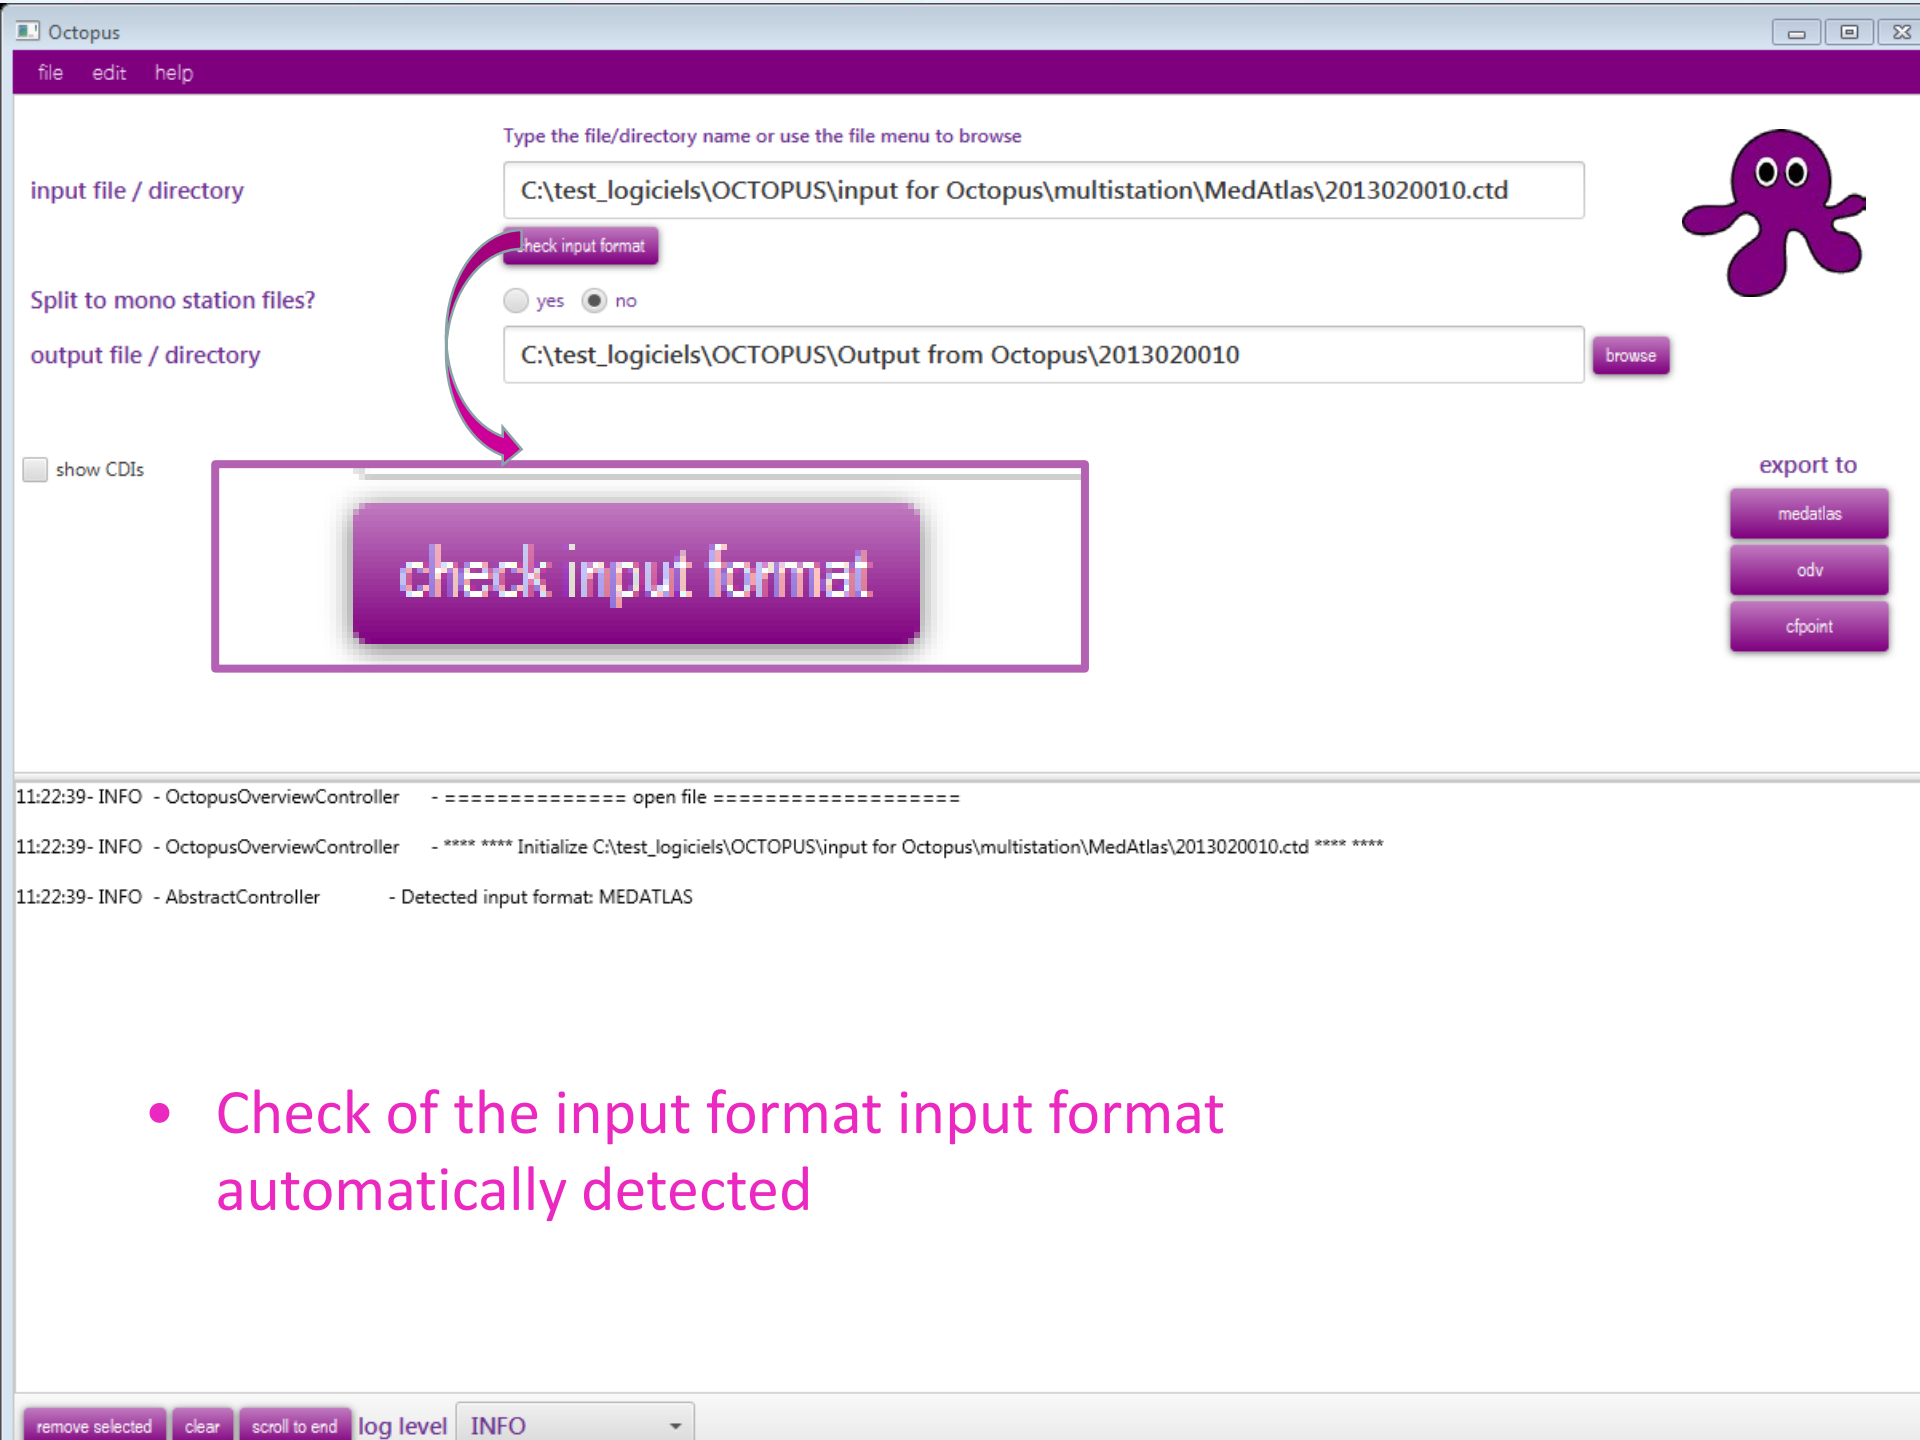 Octopus
file edit help
Type the file/directory name or use the file menu to browse
input file / directory C:\test_logiciels\OCTOPUS\input for Octopus\multistation\MedAtlas\2013020010.ctd
check input format
Split to mono station files? yes no
output file / directory C:\test_logiciels\OCTOPUS\Output from Octopus\2013020010 browse
show CDIs
export to
check input format
medatlas
odv
cfpoint
11:22:39- INFO - OctopusOverviewController - ============== open file ===================
11:22:39- INFO - OctopusOverviewController - **** **** Initialize C:\test_logiciels\OCTOPUS\input for Octopus\multistation\MedAtlas\2013020010.ctd **** ****
11:22:39- INFO - AbstractController - Detected input format: MEDATLAS
• Check of the input format input format
automatically detected
remove selected clear scroll to end log level INFO